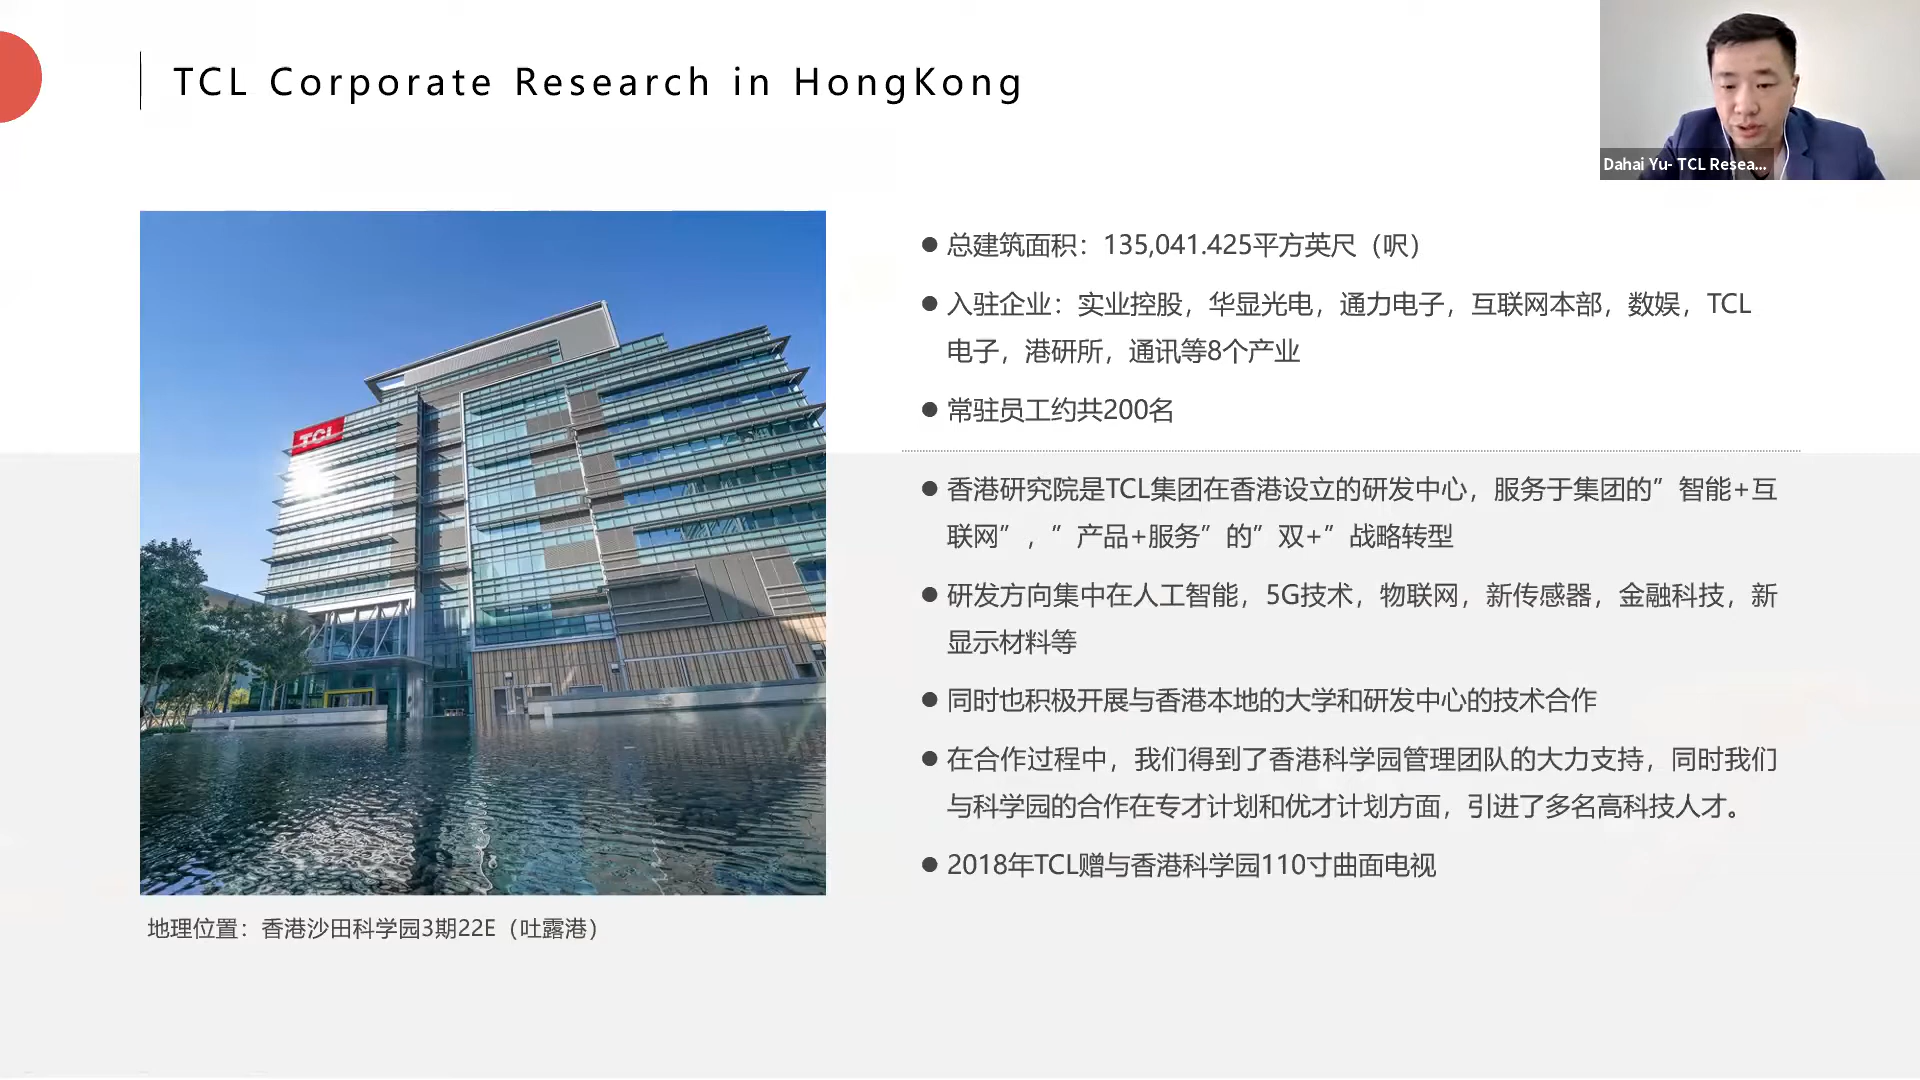 TCL Corporate Research in HongKong
Dahai Yu- TCL Resea...
TCL
总建筑面积：135,041.425平方英尺（呎）
入驻企业：实业控股，华显光电，通力电子，互联网本部，数娱，TCL
电子，港研所，通讯等8个产业
常驻员工约共200名
香港研究院是TCL集团在香港设立的研发中心，服务于集团的”智能+互
联网”，”产品+服务”的”双+”战略转型
研发方向集中在人工智能，5G技术，物联网，新传感器，金融科技，新
显示材料等
同时也积极开展与香港本地的大学和研发中心的技术合作
在合作过程中，我们得到了香港科学园管理团队的大力支持，同时我们
与科学园的合作在专才计划和优才计划方面，引进了多名高科技人才。
2018年TCL赠与香港科学园110寸曲面电视
地理位置：香港沙田科学园3期22E（吐露港）